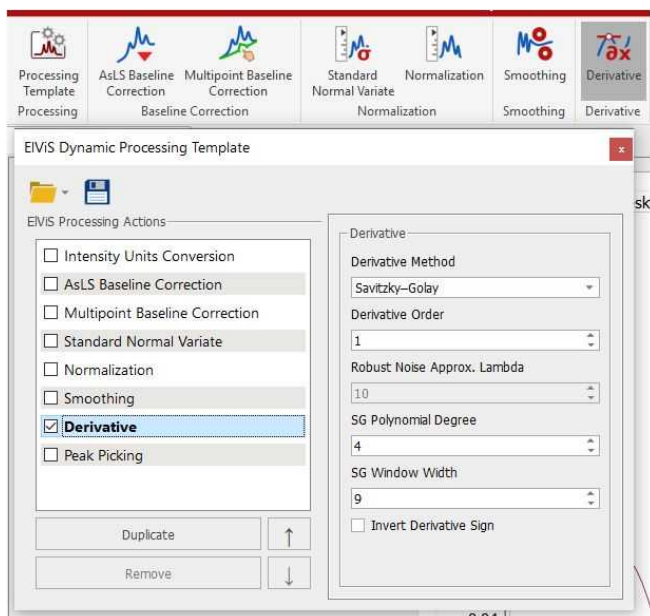 Processing Template
AsLS Baseline Correction
Multipoint Baseline Correction
Standard Normal Variate
Normalization
Smoothing
Derivative
Processing
Baseline Correction
Normalization
Smoothing
Derivative
ElViS Dynamic Processing Template
x
sk
ElViS Processing Actions
Intensity Units Conversion
AsLS Baseline Correction
Multipoint Baseline Correction
Standard Normal Variate
Normalization
Smoothing
Derivative
Peak Picking
Duplicate
Remove
Derivative
Derivative Method
Savitzky–Golay
Derivative Order
1
Robust Noise Approx. Lambda
10
SG Polynomial Degree
4
SG Window Width
9
Invert Derivative Sign